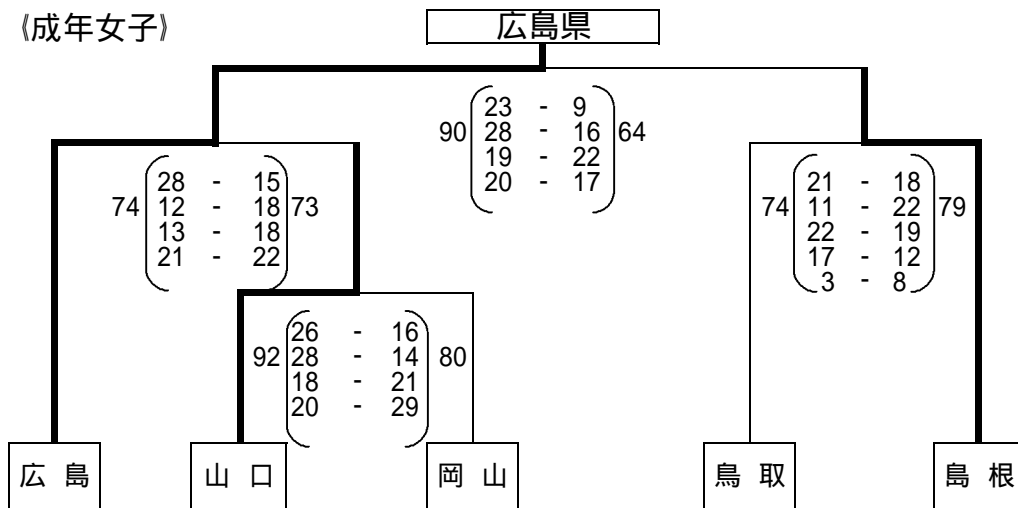 《成年女子》
広島県
90 64
23 - 9
28 - 16
19 - 22
20 - 17
74 73
28 - 15
12 - 18
13 - 18
21 - 22
74 79
21 - 18
11 - 22
22 - 19
17 - 12
3 - 8
92 80
26 - 16
28 - 14
18 - 21
20 - 29
広 島
山 口
岡 山
鳥 取
島 根